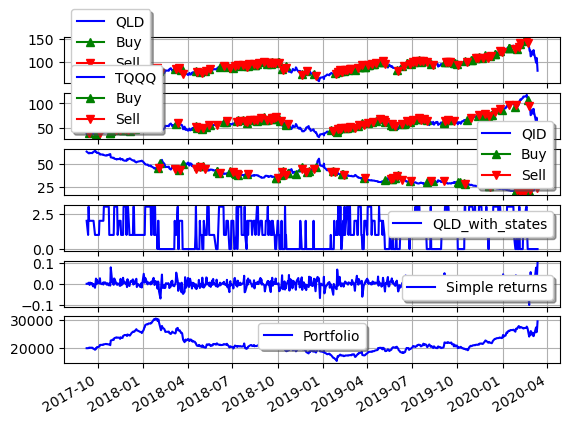 QLD
Buy
Sell
150
100
TQQQ
Buy
Sell
100
50
QID
Buy
Sell
50
25
QLD_with_states
2.5
0.0
Simple returns
0.1
0.0
−0.1
Portfolio
30000
20000
2017-10 2018-01 2018-04 2018-07 2018-10 2019-01 2019-04 2019-07 2019-10 2020-01 2020-04